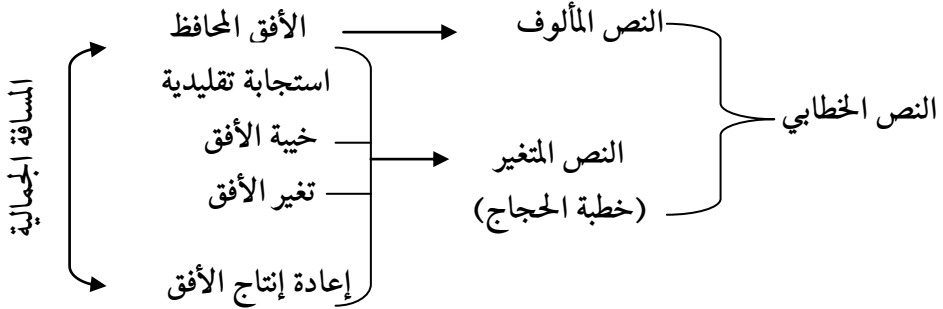 الأفق المحافظ
النص المألوف
استجابة تقليدية
خيبة الأفق
تغير الأفق
إعادة إنتاج الأفق
النص المتغير
(خطبة الحجاج)
النص الخطابي
المسافة الجمالية